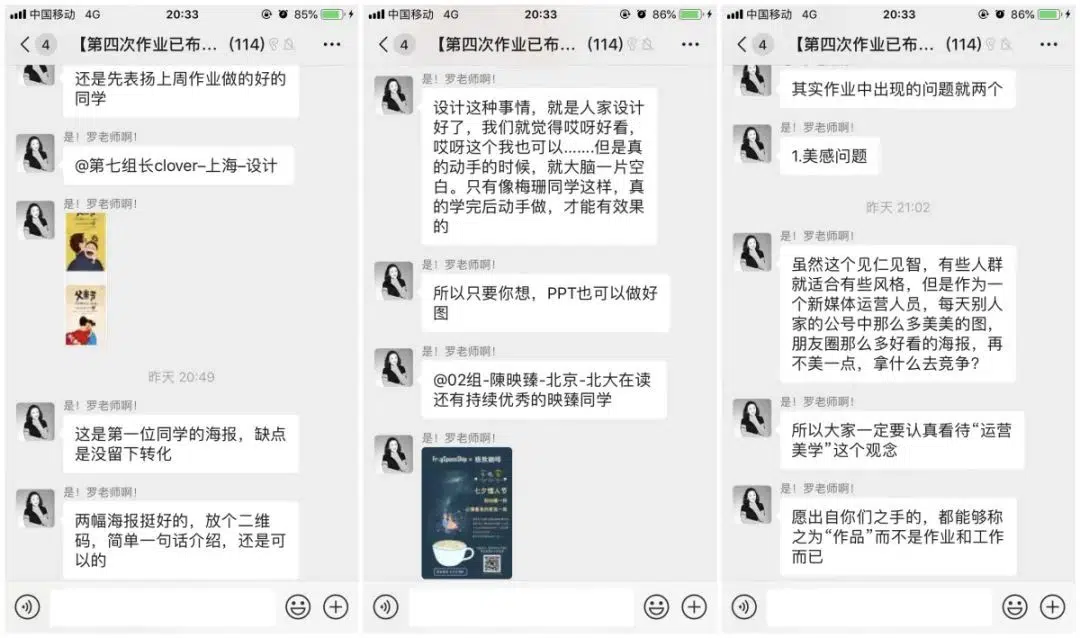 中国移动 4G 20:33 85%
4 【第四次作业已布... (114)
还是先表扬上周作业做的好的
同学
是!罗老师啊!
@第七组长clover–上海–设计
是!罗老师啊!
父亲节
昨天 20:49
是!罗老师啊!
这是第一位同学的海报，缺点
是没留下转化
是!罗老师啊!
两幅海报挺好的，放个二维
码，简单一句话介绍，还是可
以的
中国移动 4G 20:33 86%
4 【第四次作业已布... (114)
是!罗老师啊!
设计这种事情，就是人家设计
好了，我们就觉得哎呀好看，
哎呀这个我也可以.......但是真
的动手的时候，就大脑一片空
白。只有像梅珊同学这样，真
的学完后动手做，才能有效果
的
是!罗老师啊!
所以只要你想，PPT也可以做好
图
是!罗老师啊!
@02组-陳映臻-北京-北大在读
还有持续优秀的映臻同学
是!罗老师啊!
七夕情人节
中国移动 4G 20:33 86%
4 【第四次作业已布... (114)
其实作业中出现的问题就两个
是!罗老师啊!
1.美感问题
昨天 21:02
是!罗老师啊!
虽然这个见仁见智，有些人群
就适合有些风格，但是作为一
个新媒体运营人员，每天别人
家的公号中那么多美美的图，
朋友圈那么多好看的海报，再
不美一点，拿什么去竞争?
是!罗老师啊!
所以大家一定要认真看待“运营
美学”这个观念
是!罗老师啊!
愿出自你们之手的，都能够称
之为“作品”而不是作业和工作
而已